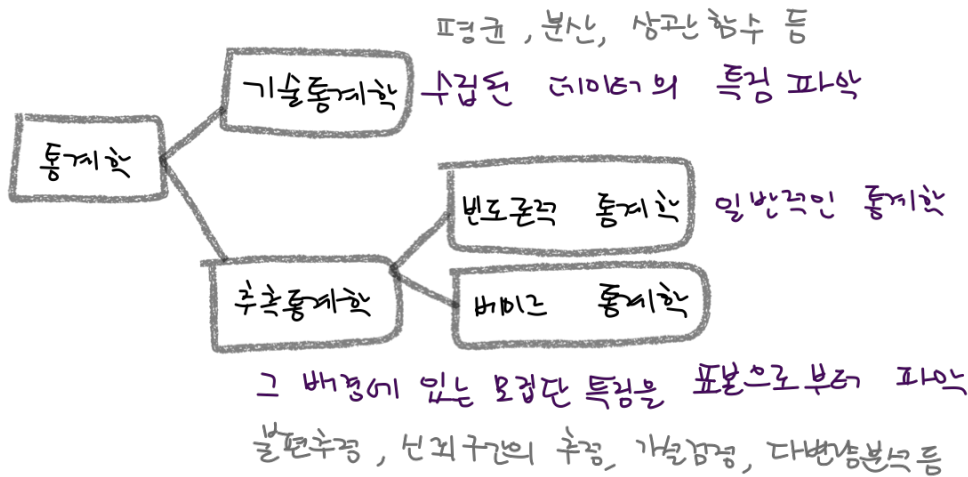 평균, 분산, 상관함수 등
기술통계학 수집된 데이터의 특징 파악
통계학
빈도론적 통계학 일반적인 통계학
추측통계학
베이즈 통계학
그 배경에 있는 모집단 특징을 표본으로부터 파악
불편추정, 신뢰구간의 추정, 가설검정, 다변량분석 등